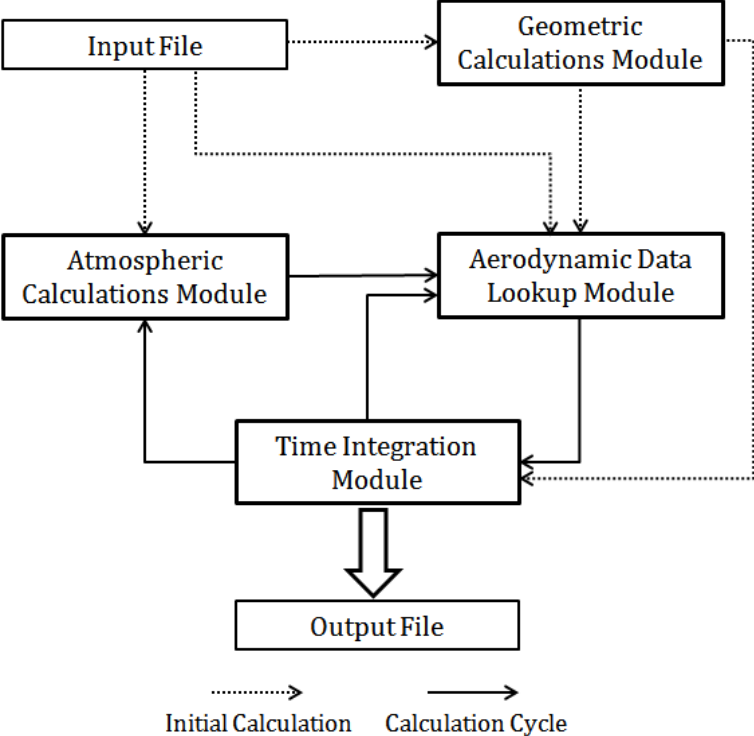 Input File
Geometric
Calculations Module
Atmospheric
Calculations Module
Aerodynamic Data
Lookup Module
Time Integration
Module
Output File
Initial Calculation
Calculation Cycle